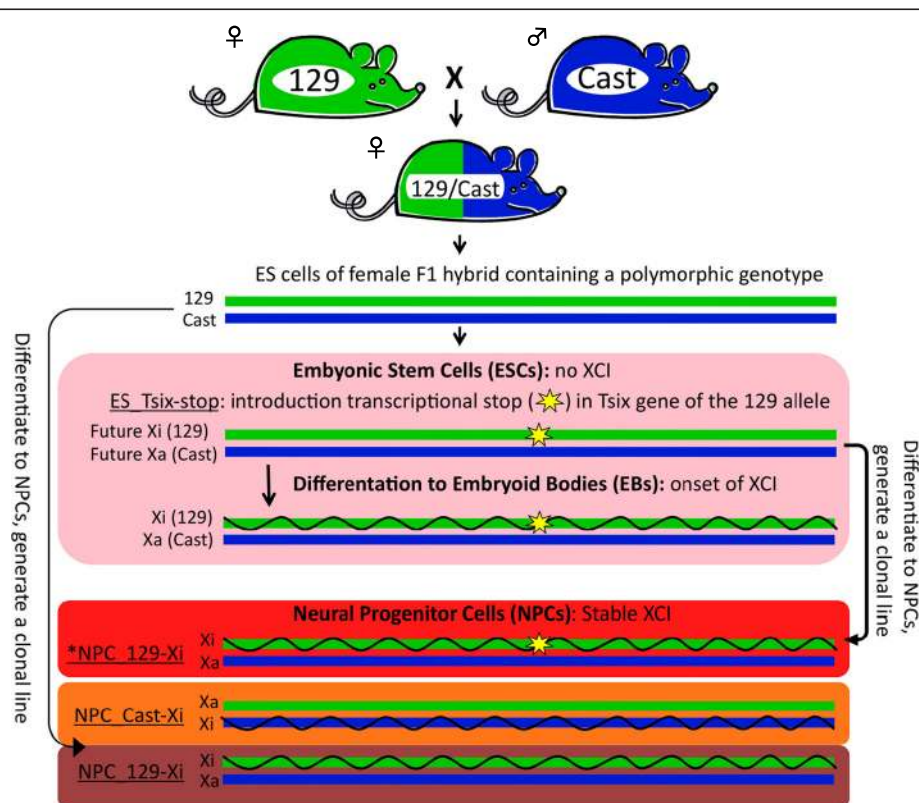 ♀
♂
129
X
Cast
♀
129/Cast
ES cells of female F1 hybrid containing a polymorphic genotype
129
Cast
Embyonic Stem Cells (ESCs): no XCI
ES_Tsix-stop: introduction transcriptional stop ( ) in Tsix gene of the 129 allele
Future Xi (129)
Future Xa (Cast)
Differentation to Embryoid Bodies (EBs): onset of XCI
Xi (129)
Xa (Cast)
Neural Progenitor Cells (NPCs): Stable XCI
*NPC_129-Xi
Xi
Xa
NPC_Cast-Xi
Xa
Xi
NPC_129-Xi
Xi
Xa
Differentiate to NPCs, generate a clonal line
Differentiate to NPCs,
generate a clonal line